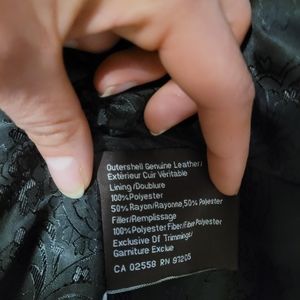 Outershell Genuine Leather/
Extérieur Cuir Véritable
Lining/Doublure
100% Polyester
50% Rayon/Rayonne, 50% Polyester
Filler/Remplissage
100% Polyester Fiber/Fibre Polyester
Exclusive Of Trimmings/
Garniture Exclue
CA 02558 RN 97205